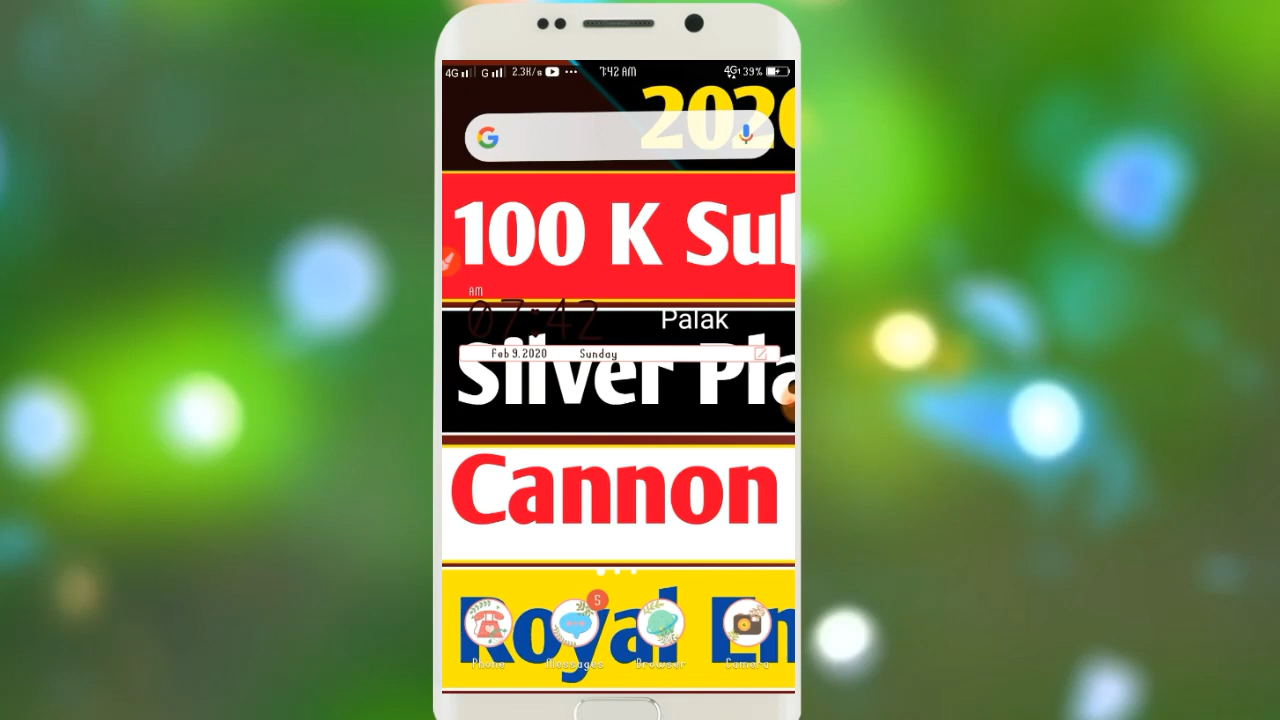 4G G 2.3K/s ... 7:42 AM 4G 39%
2020
G
100 K Sul
AM
07:42
Palak
Feb 9.2020 Sunday
Silver Pla
Cannon
5
Royal En
Phone Messages Browser Camera